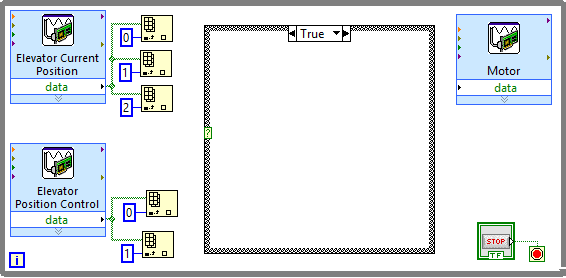 0
True
Elevator Current
Position
1
Motor
data
data
2
?
Elevator
Position Control
data
0
STOP
TF
1
i